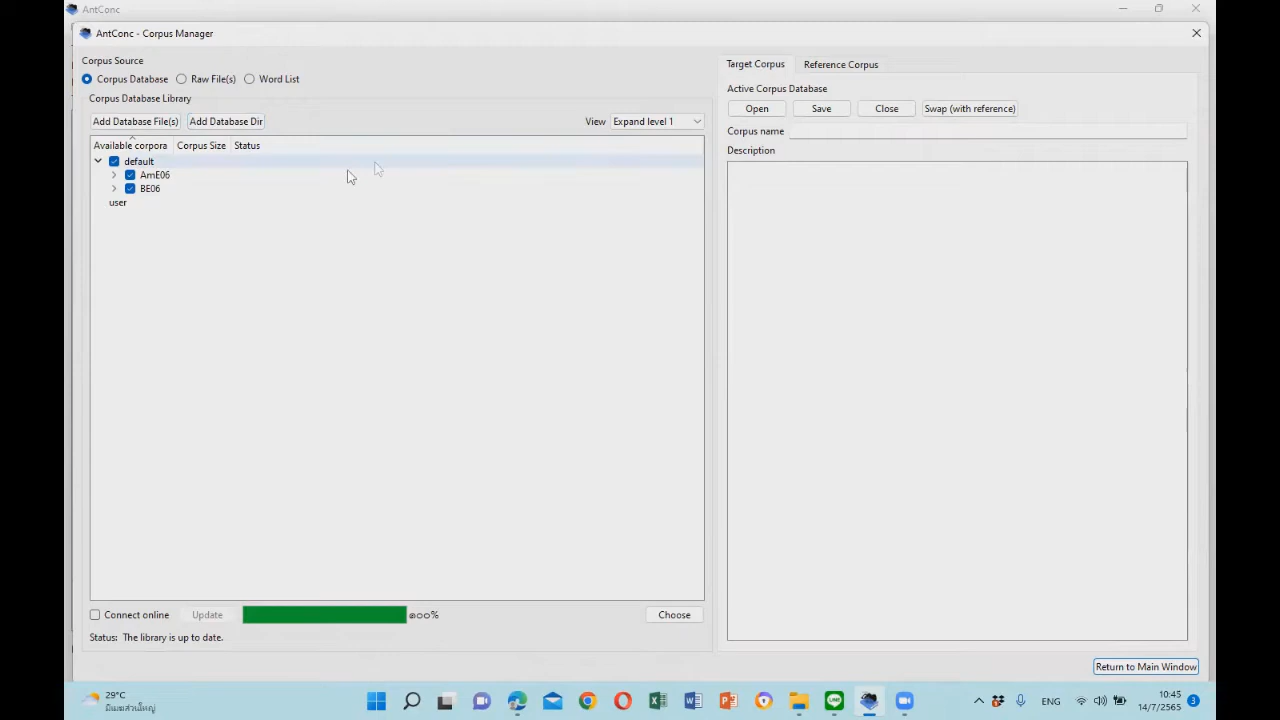 AntConc
AntConc - Corpus Manager
Corpus Source
Corpus Database Raw File(s) Word List
Corpus Database Library
Add Database File(s) Add Database Dir View Expand level 1
Available corpora Corpus Size Status
default
AmE06
BE06
user
Connect online Update ๑๐๐% Choose
Status: The library is up to date.
Target Corpus Reference Corpus
Active Corpus Database
Open Save Close Swap (with reference)
Corpus name
Description
Return to Main Window
29°C
มีเมฆส่วนใหญ่
ENG
10:45
14/7/2565
3